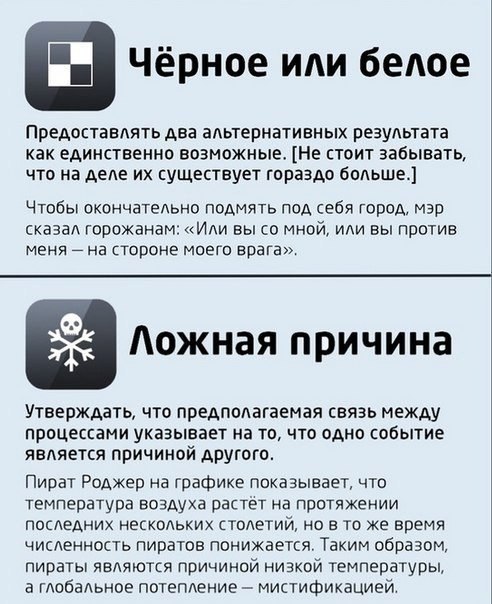 Чёрное или белое
Предоставлять два альтернативных результата
как единственно возможные. [Не стоит забывать,
что на деле их существует гораздо больше.]
Чтобы окончательно подмять под себя город, мэр
сказал горожанам: «Или вы со мной, или вы против
меня — на стороне моего врага».
Ложная причина
Утверждать, что предполагаемая связь между
процессами указывает на то, что одно событие
является причиной другого.
Пират Роджер на графике показывает, что
температура воздуха растёт на протяжении
последних нескольких столетий, но в то же время
численность пиратов понижается. Таким образом,
пираты являются причиной низкой температуры,
а глобальное потепление — мистификацией.